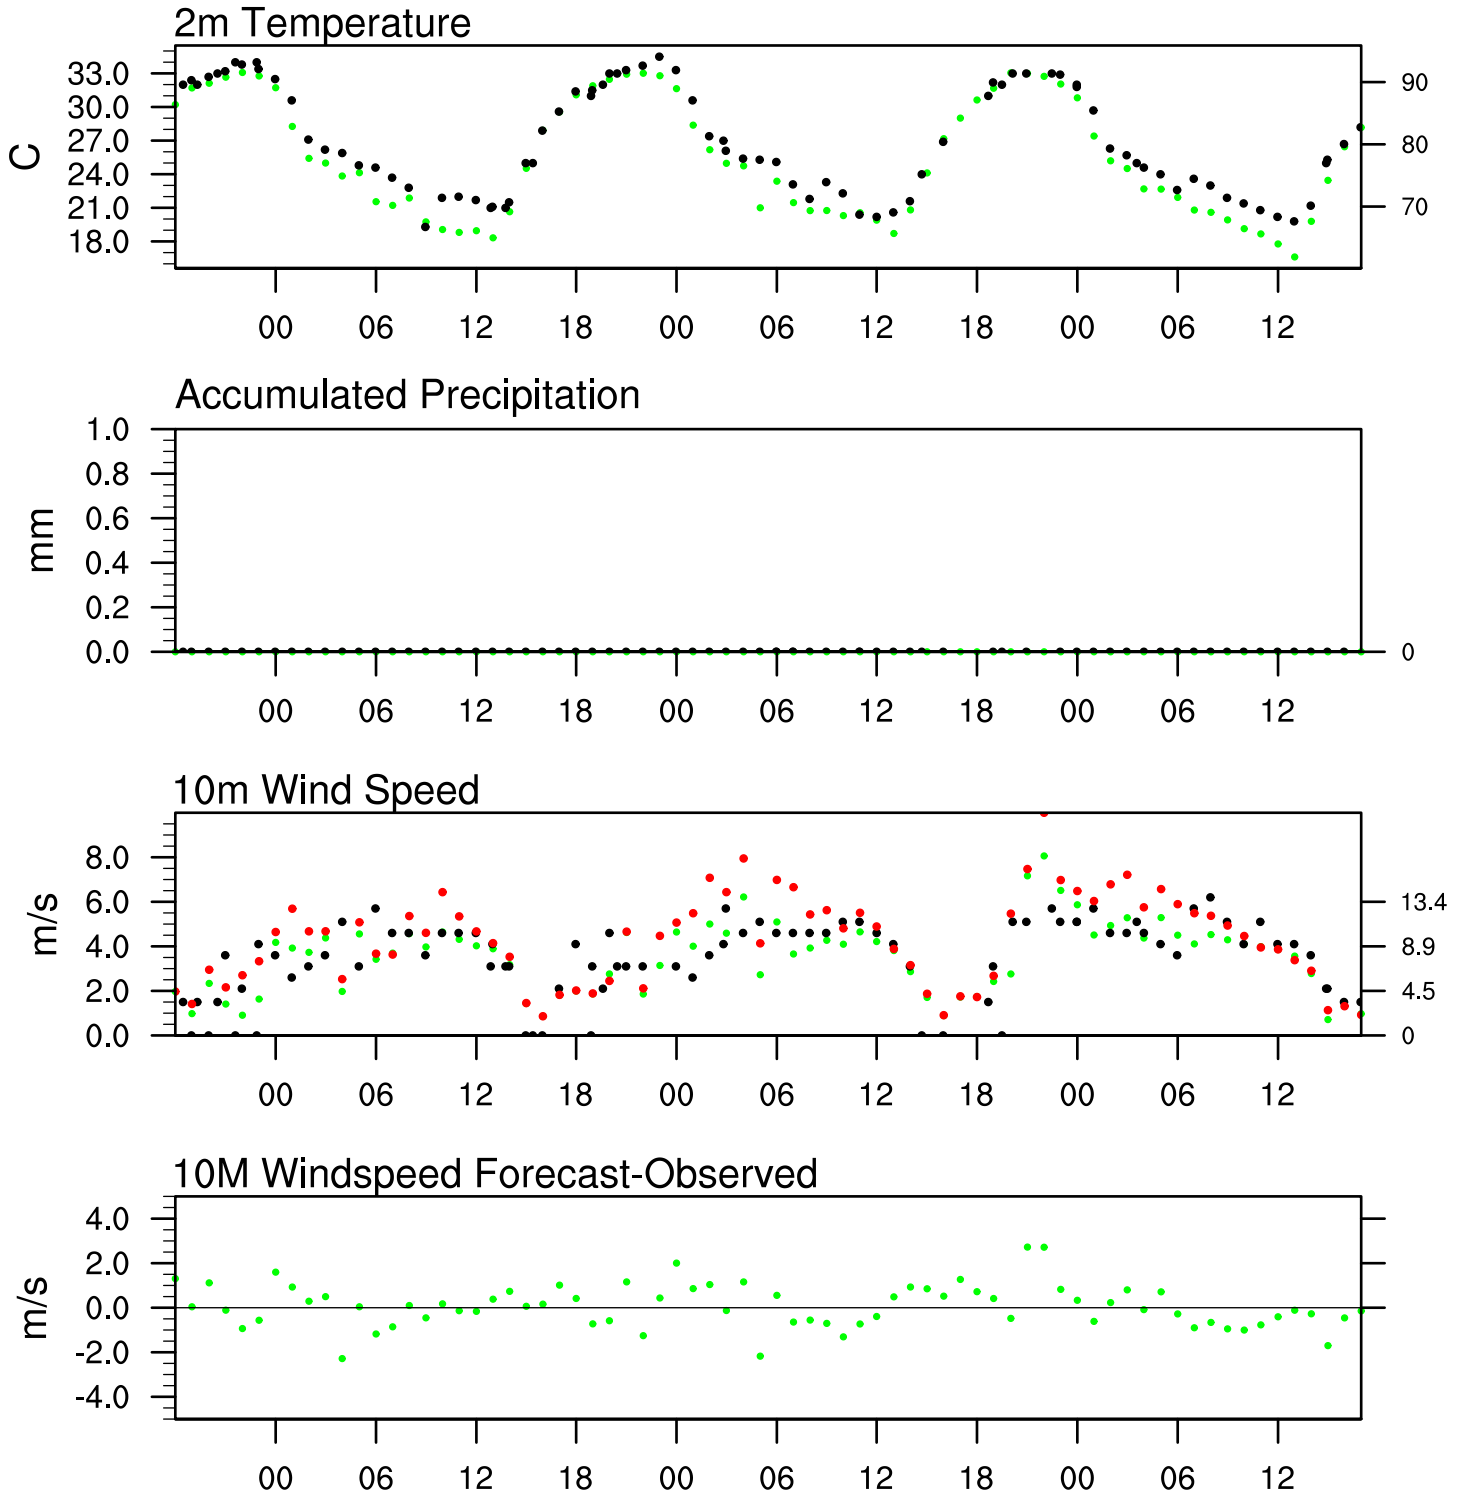 2m Temperature
33.0
30.0
27.0
24.0
21.0
18.0
C
90
80
70
00 06 12 18 00 06 12 18 00 06 12
Accumulated Precipitation
1.0
0.8
0.6
0.4
0.2
0.0
mm
0
00 06 12 18 00 06 12 18 00 06 12
10m Wind Speed
8.0
6.0
4.0
2.0
0.0
m/s
13.4
8.9
4.5
0
00 06 12 18 00 06 12 18 00 06 12
10M Windspeed Forecast-Observed
4.0
2.0
0.0
-2.0
-4.0
m/s
00 06 12 18 00 06 12 18 00 06 12